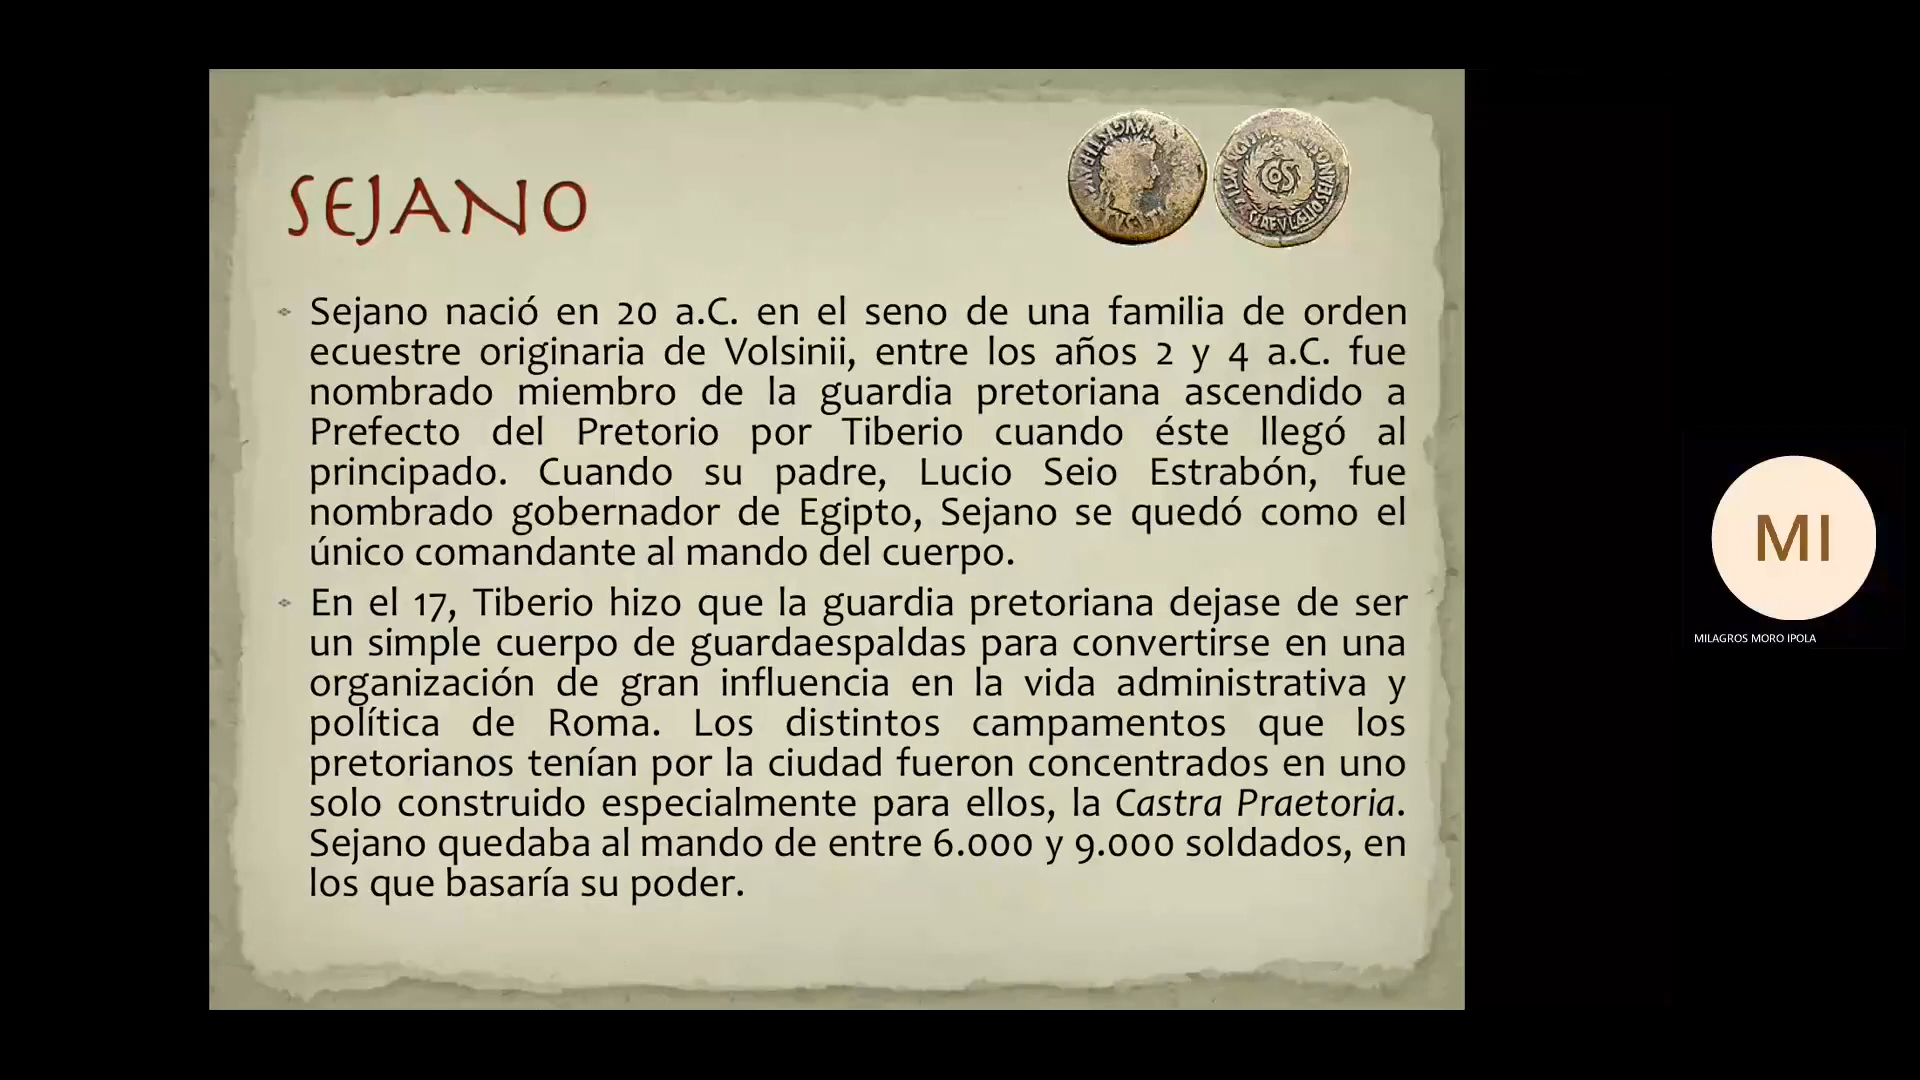 SEJANO
Sejano nació en 20 a.C. en el seno de una familia de orden
ecuestre originaria de Volsinii, entre los años 2 y 4 a.C. fue
nombrado miembro de la guardia pretoriana ascendido a
Prefecto del Pretorio por Tiberio cuando éste llegó al
principado. Cuando su padre, Lucio Seio Estrabón, fue
nombrado gobernador de Egipto, Sejano se quedó como el
único comandante al mando del cuerpo.
En el 17, Tiberio hizo que la guardia pretoriana dejase de ser
un simple cuerpo de guardaespaldas para convertirse en una
organización de gran influencia en la vida administrativa y
política de Roma. Los distintos campamentos que los
pretorianos tenían por la ciudad fueron concentrados en uno
solo construido especialmente para ellos, la Castra Praetoria.
Sejano quedaba al mando de entre 6.000 y 9.000 soldados, en
los que basaría su poder.
MI
MILAGROS MORO IPOLA